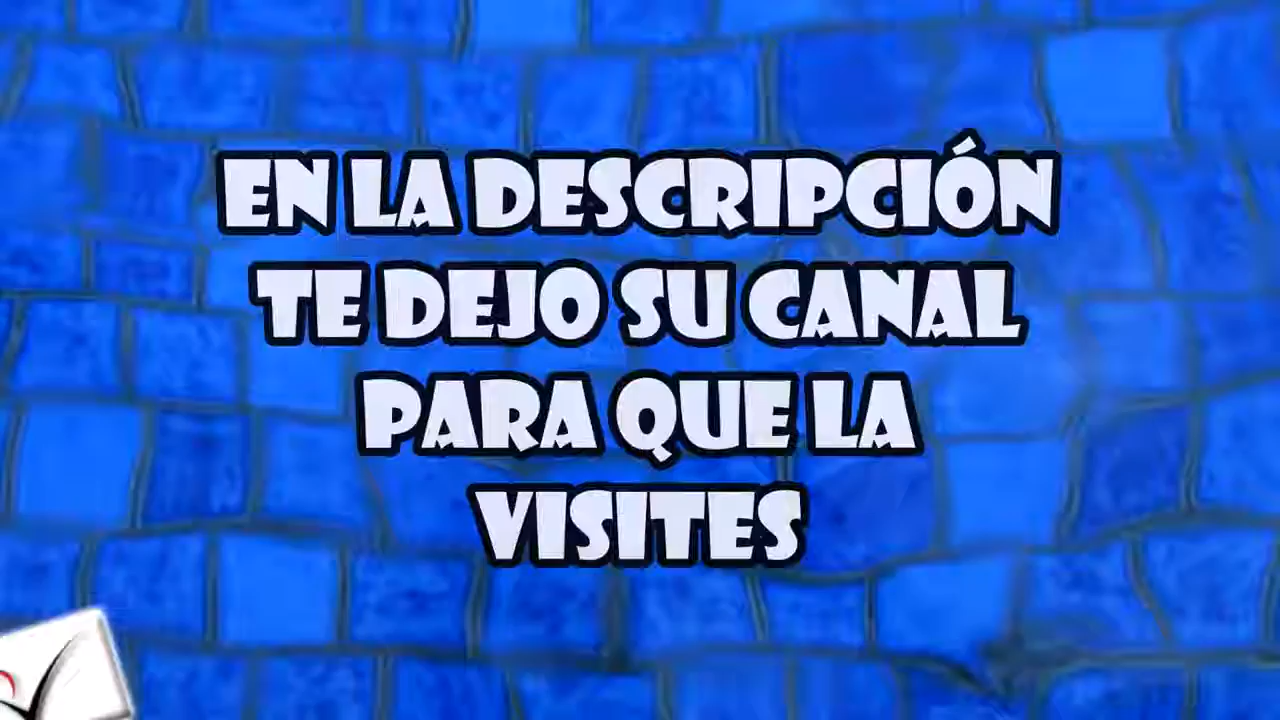 EN LA DESCRIPCIÓN
TE DEJO SU CANAL
PARA QUE LA
VISITES